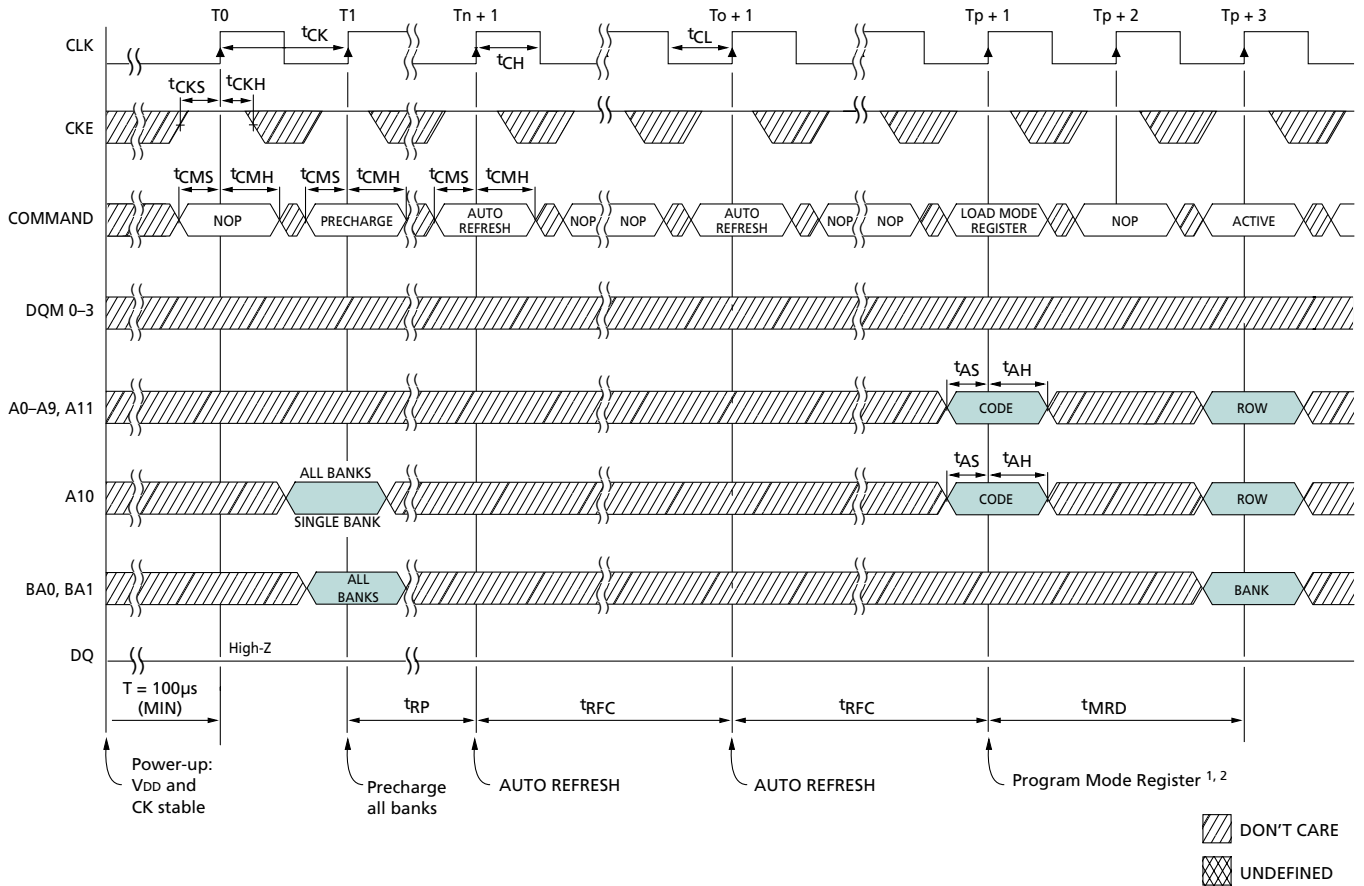 T0 T1 Tn + 1 To + 1 Tp + 1 Tp + 2 Tp + 3
CLK
tCK
tCH
tCL
tCKS tCKH
CKE
tCMS tCMH tCMS tCMH tCMS tCMH
COMMAND
NOP
PRECHARGE
AUTO
REFRESH
NOP
NOP
AUTO
REFRESH
NOP
NOP
LOAD MODE
REGISTER
NOP
ACTIVE
DQM 0–3
tAS tAH
A0–A9, A11
CODE
ROW
ALL BANKS
tAS tAH
A10
CODE
ROW
SINGLE BANK
BA0, BA1
ALL
BANKS
BANK
DQ
High-Z
T = 100µs
(MIN)
tRP
tRFC
tRFC
tMRD
Power-up:
VDD and
CK stable
Precharge
all banks
AUTO REFRESH
AUTO REFRESH
Program Mode Register 1, 2
DON'T CARE
UNDEFINED